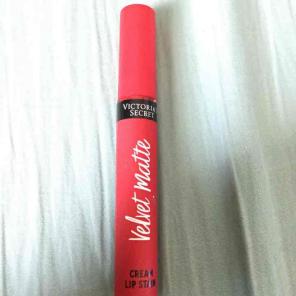 VICTORIA'S
SECRET
Velvet Matte
CREAM
LIP STAIN